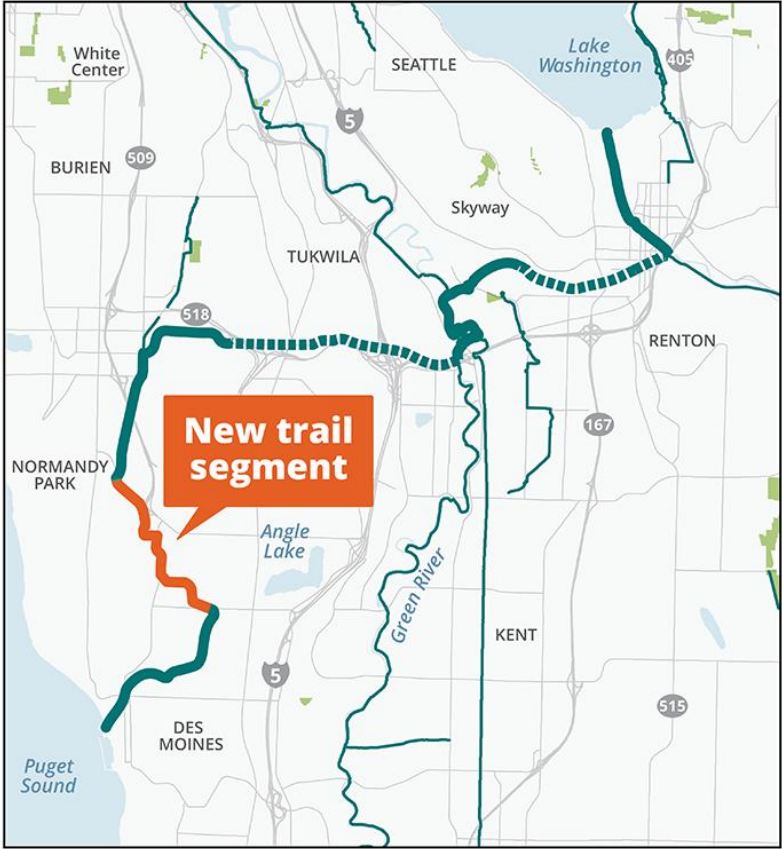 White
Center
SEATTLE
Lake
Washington
405
5
509
BURIEN
Skyway
TUKWILA
518
RENTON
New trail
segment
167
NORMANDY
PARK
Angle
Lake
Green River
KENT
5
515
DES
MOINES
Puget
Sound